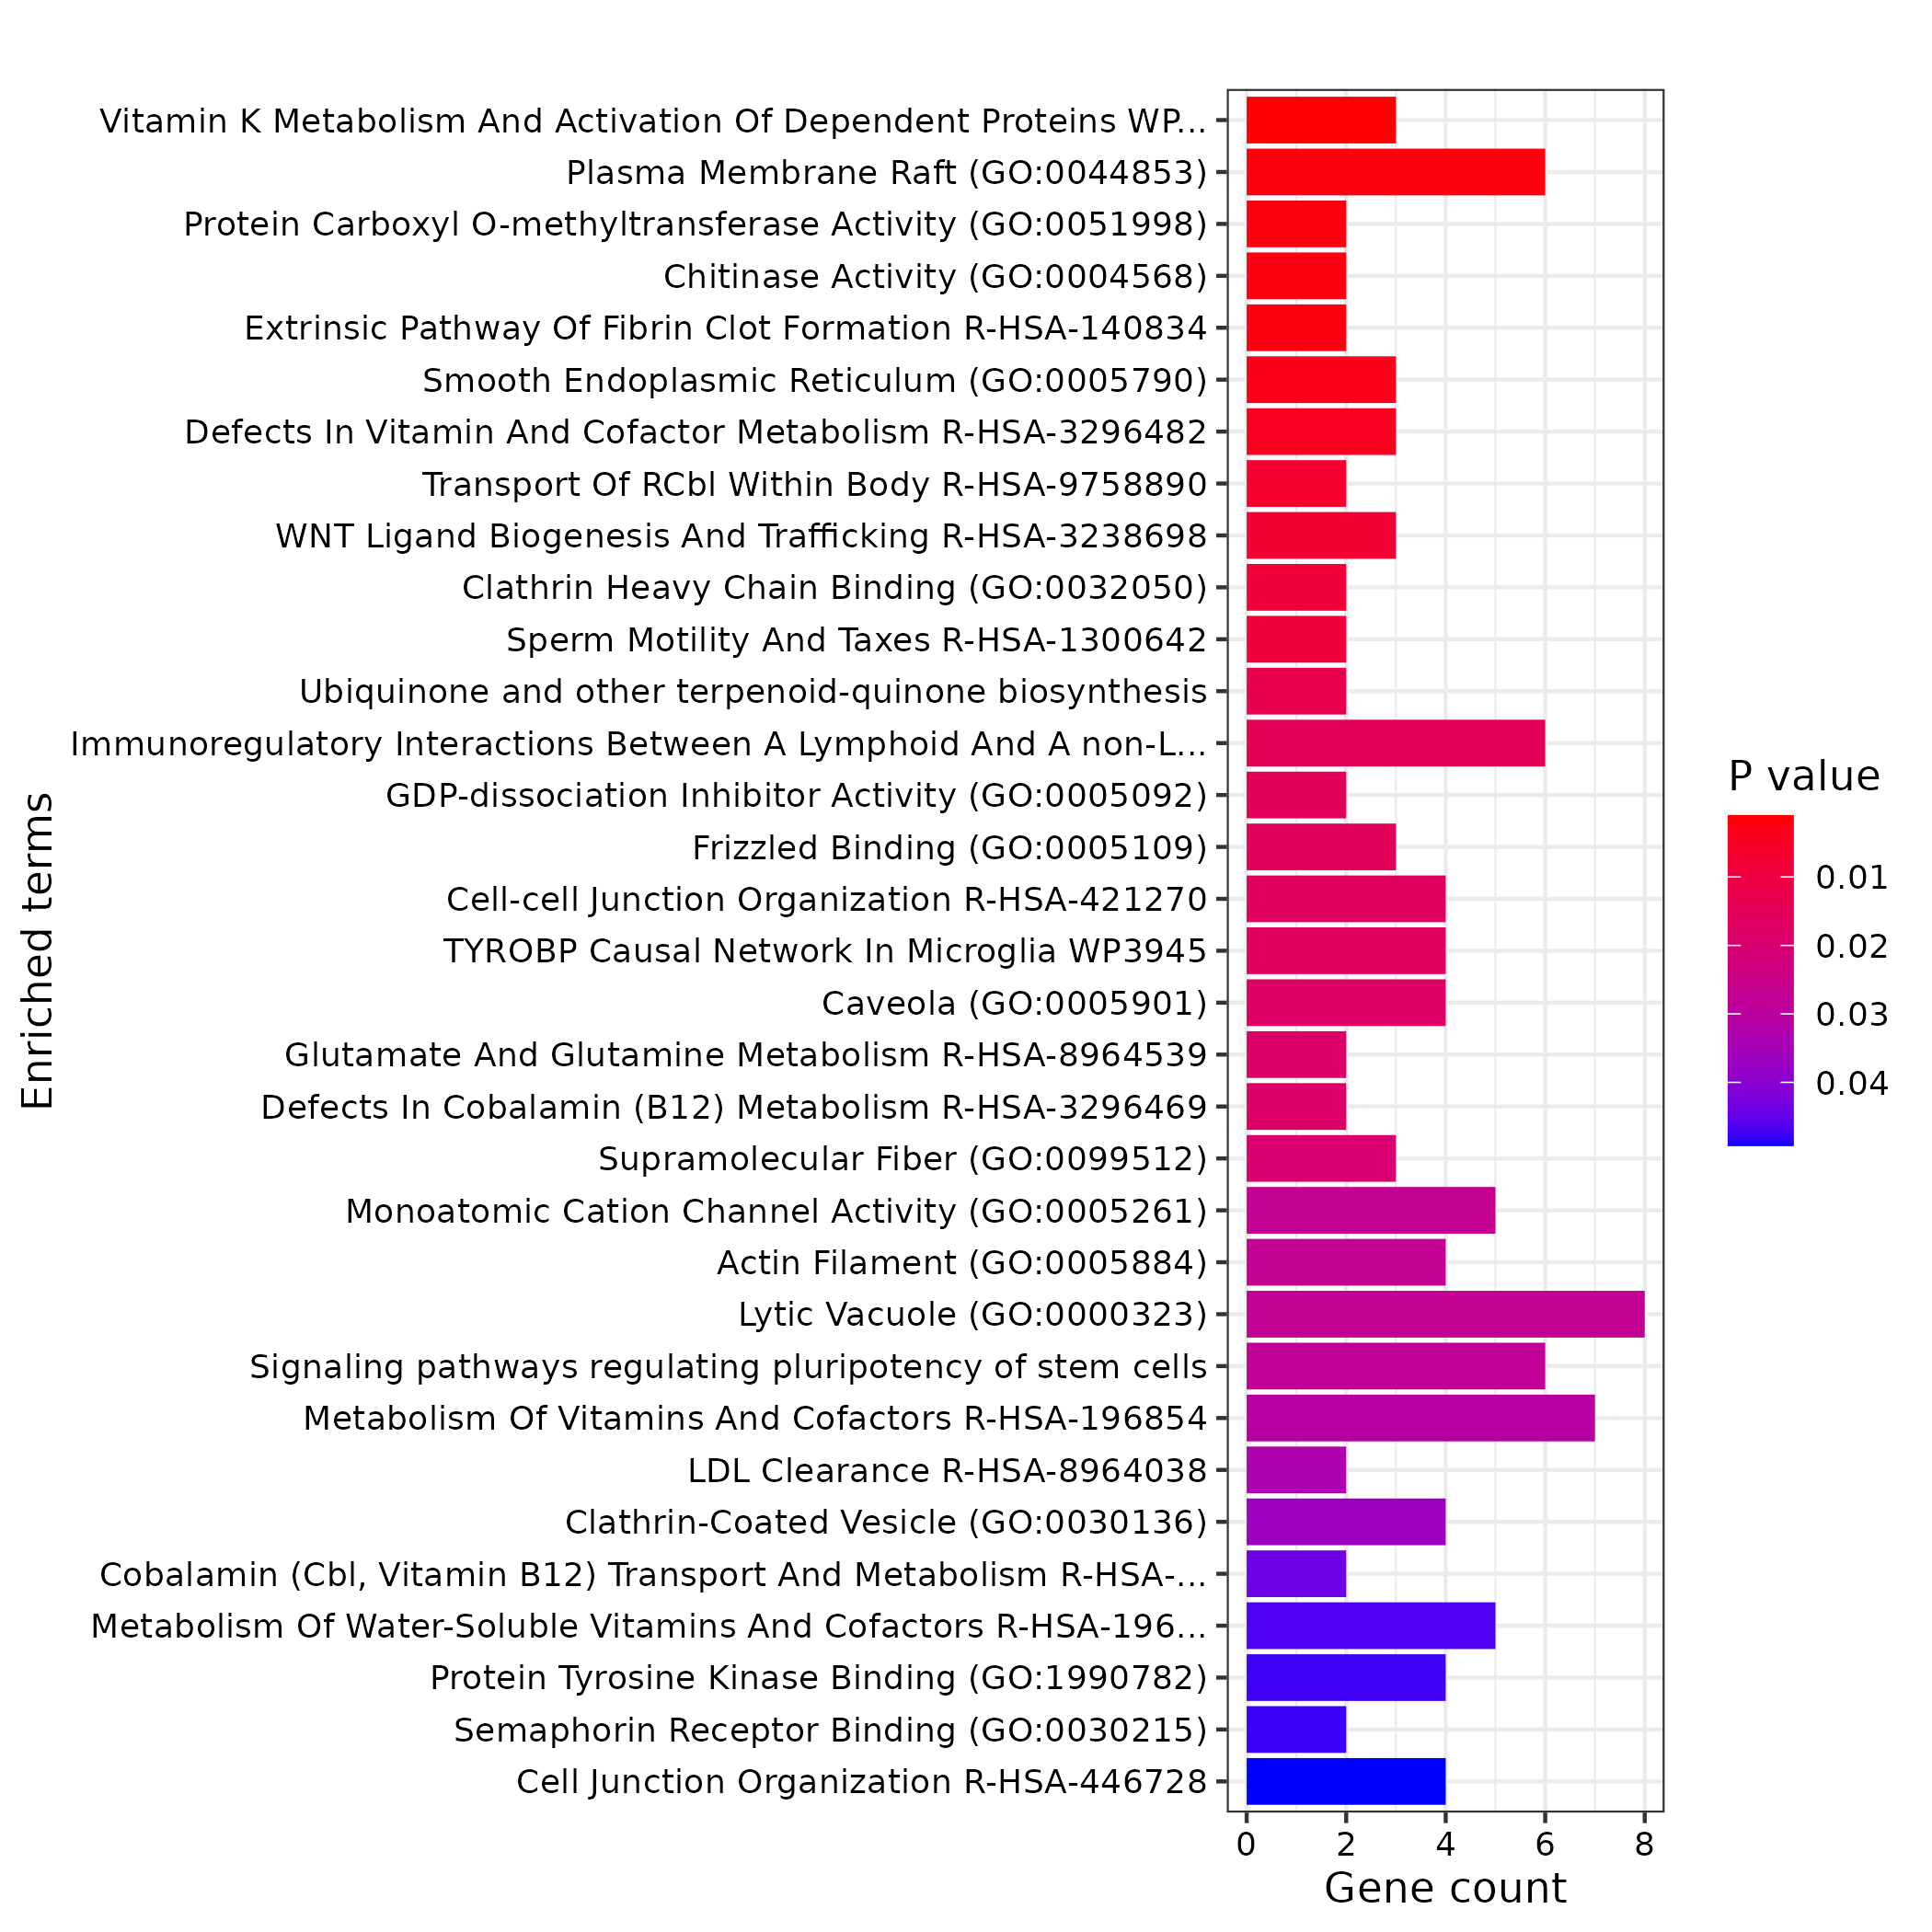 Vitamin K Metabolism And Activation Of Dependent Proteins WP...
Plasma Membrane Raft (GO:0044853)
Protein Carboxyl O-methyltransferase Activity (GO:0051998)
Chitinase Activity (GO:0004568)
Extrinsic Pathway Of Fibrin Clot Formation R-HSA-140834
Smooth Endoplasmic Reticulum (GO:0005790)
Defects In Vitamin And Cofactor Metabolism R-HSA-3296482
Transport Of RCbl Within Body R-HSA-9758890
WNT Ligand Biogenesis And Trafficking R-HSA-3238698
Clathrin Heavy Chain Binding (GO:0032050)
Sperm Motility And Taxes R-HSA-1300642
Ubiquinone and other terpenoid-quinone biosynthesis
Immunoregulatory Interactions Between A Lymphoid And A non-L...
GDP-dissociation Inhibitor Activity (GO:0005092)
Frizzled Binding (GO:0005109)
Cell-cell Junction Organization R-HSA-421270
TYROBP Causal Network In Microglia WP3945
Caveola (GO:0005901)
Glutamate And Glutamine Metabolism R-HSA-8964539
Defects In Cobalamin (B12) Metabolism R-HSA-3296469
Supramolecular Fiber (GO:0099512)
Monoatomic Cation Channel Activity (GO:0005261)
Actin Filament (GO:0005884)
Lytic Vacuole (GO:0000323)
Signaling pathways regulating pluripotency of stem cells
Metabolism Of Vitamins And Cofactors R-HSA-196854
LDL Clearance R-HSA-8964038
Clathrin-Coated Vesicle (GO:0030136)
Cobalamin (Cbl, Vitamin B12) Transport And Metabolism R-HSA-...
Metabolism Of Water-Soluble Vitamins And Cofactors R-HSA-196...
Protein Tyrosine Kinase Binding (GO:1990782)
Semaphorin Receptor Binding (GO:0030215)
Cell Junction Organization R-HSA-446728
Enriched terms
0 2 4 6 8
Gene count
P value
0.01
0.02
0.03
0.04